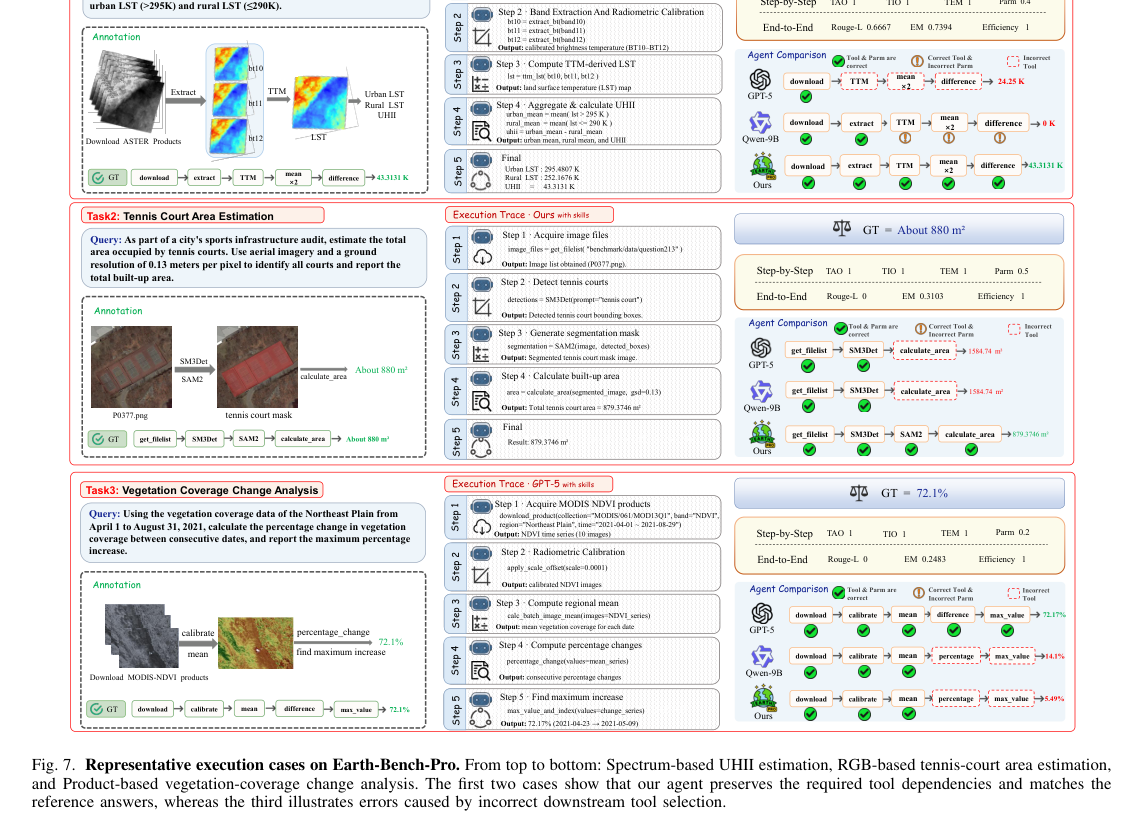 urban LST (>295K) and rural LST (≤290K).
Annotation
bt10
bt11
bt12
Extract
TTM
LST
Urban LST
Rural LST
UHII
Download ASTER Products
GT download extract TTM mean ×2 difference 43.3131 K
Step 2
Step 2 · Band Extraction And Radiometric Calibration
bt10 = extract_bt(band10)
bt11 = extract_bt(band11)
bt12 = extract_bt(band12)
Output: calibrated brightness temperature (BT10–BT12)
Step 3
Step 3 · Compute TTM-derived LST
lst = ttm_lst( bt10, bt11, bt12 )
Output: land surface temperature (LST) map
Step 4
Step 4 · Aggregate & calculate UHII
urban_mean = mean( lst > 295 K )
rural_mean = mean( lst <= 290 K )
uhii = urban_mean - rural_mean
Output: urban mean, rural mean, and UHII
Step 5
Final
Urban LST : 295.4807 K
Rural LST : 252.1676 K
UHII = 43.3131 K
Step-by-Step TAO 1 TIO 1 TEM 1 Parm 0.4
End-to-End Rouge-L 0.6667 EM 0.7394 Efficiency 1
Agent Comparison
Tool & Parm are correct
Correct Tool & Incorrect Parm
Incorrect Tool
GPT-5 download TTM mean ×2 difference 24.25 K
Qwen-9B download extract TTM mean ×2 difference 0 K
Ours download extract TTM mean ×2 difference 43.3131 K
Task2: Tennis Court Area Estimation
Query: As part of a city's sports infrastructure audit, estimate the total
area occupied by tennis courts. Use aerial imagery and a ground
resolution of 0.13 meters per pixel to identify all courts and report the
total built-up area.
Annotation
SM3Det
SAM2
calculate_area
About 880 m²
P0377.png
tennis court mask
GT get_filelist SM3Det SAM2 calculate_area About 880 m²
Execution Trace · Ours with skills
Step 1
Step 1 · Acquire image files
image_files = get_filelist( "benchmark/data/question213" )
Output: Image list obtained (P0377.png).
Step 2
Step 2 · Detect tennis courts
detections = SM3Det(prompt="tennis court")
Output: Detected tennis court bounding boxes.
Step 3
Step 3 · Generate segmentation mask
segmentation = SAM2(image, detected_boxes)
Output: Segmented tennis court mask image.
Step 4
Step 4 · Calculate built-up area
area = calculate_area(segmented_image, gsd=0.13)
Output: Total tennis court area = 879.3746 m²
Step 5
Final
Result: 879.3746 m²
GT = About 880 m²
Step-by-Step TAO 1 TIO 1 TEM 1 Parm 0.5
End-to-End Rouge-L 0 EM 0.3103 Efficiency 1
Agent Comparison
Tool & Parm are correct
Correct Tool & Incorrect Parm
Incorrect Tool
GPT-5 get_filelist SM3Det calculate_area 1584.74 m²
Qwen-9B get_filelist SM3Det calculate_area 1584.74 m²
Ours get_filelist SM3Det SAM2 calculate_area 879.3746 m²
Task3: Vegetation Coverage Change Analysis
Query: Using the vegetation coverage data of the Northeast Plain from
April 1 to August 31, 2021, calculate the percentage change in vegetation
coverage between consecutive dates, and report the maximum percentage
increase.
Annotation
calibrate
mean
percentage_change
find maximum increase
72.1%
Download MODIS-NDVI products
GT download calibrate mean difference max_value 72.1%
Execution Trace · GPT-5 with skills
Step 1
Step 1 · Acquire MODIS NDVI products
download_product(collection="MODIS/061/MOD13Q1", band="NDVI",
region="Northeast Plain", time="2021-04-01 ~ 2021-08-29")
Output: NDVI time series (10 images)
Step 2
Step 2 · Radiometric Calibration
apply_scale_offset(scale=0.0001)
Output: calibrated NDVI images
Step 3
Step 3 · Compute regional mean
calc_batch_image_mean(images=NDVI_series)
Output: mean vegetation coverage for each date
Step 4
Step 4 · Compute percentage changes
percentage_change(values=mean_series)
Output: consecutive percentage changes
Step 5
Step 5 · Find maximum increase
max_value_and_index(values=change_series)
Output: 72.17% (2021-04-23 → 2021-05-09)
GT = 72.1%
Step-by-Step TAO 1 TIO 1 TEM 1 Parm 0.2
End-to-End Rouge-L 0 EM 0.2483 Efficiency 1
Agent Comparison
Tool & Parm are correct
Correct Tool & Incorrect Parm
Incorrect Tool
GPT-5 download calibrate mean difference max_value 72.17%
Qwen-9B download calibrate mean percentage max_value 14.1%
Ours download calibrate mean percentage max_value 5.49%
Fig. 7. Representative execution cases on Earth-Bench-Pro. From top to bottom: Spectrum-based UHII estimation, RGB-based tennis-court area estimation,
and Product-based vegetation-coverage change analysis. The first two cases show that our agent preserves the required tool dependencies and matches the
reference answers, whereas the third illustrates errors caused by incorrect downstream tool selection.